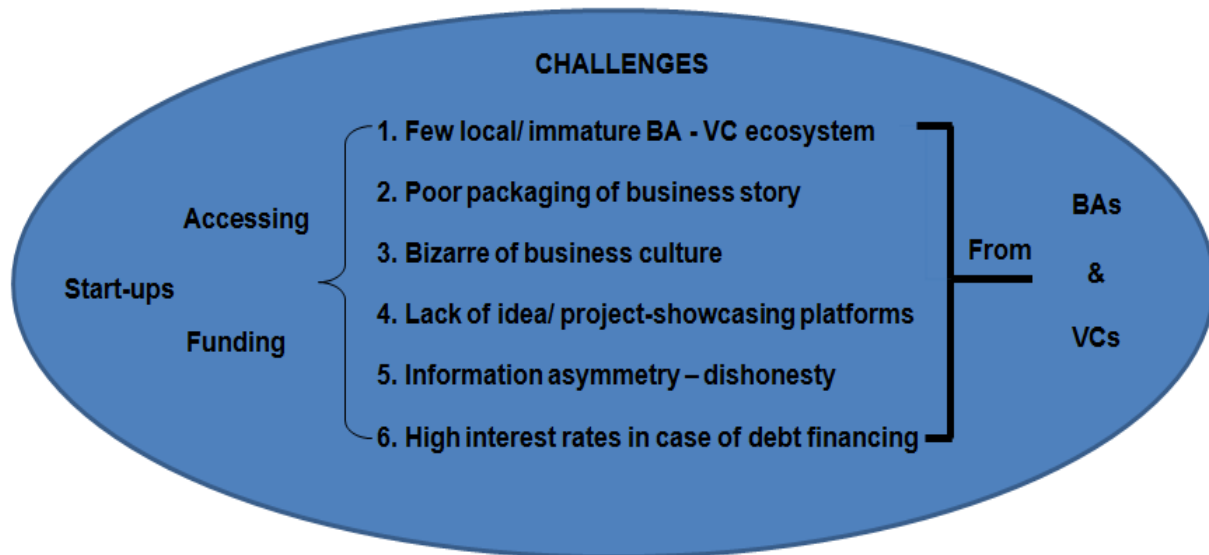 CHALLENGES
Start-ups
Accessing
Funding
1. Few local/ immature BA - VC ecosystem
2. Poor packaging of business story
3. Bizarre of business culture
4. Lack of idea/ project-showcasing platforms
5. Information asymmetry – dishonesty
6. High interest rates in case of debt financing
From
BAs
&
VCs